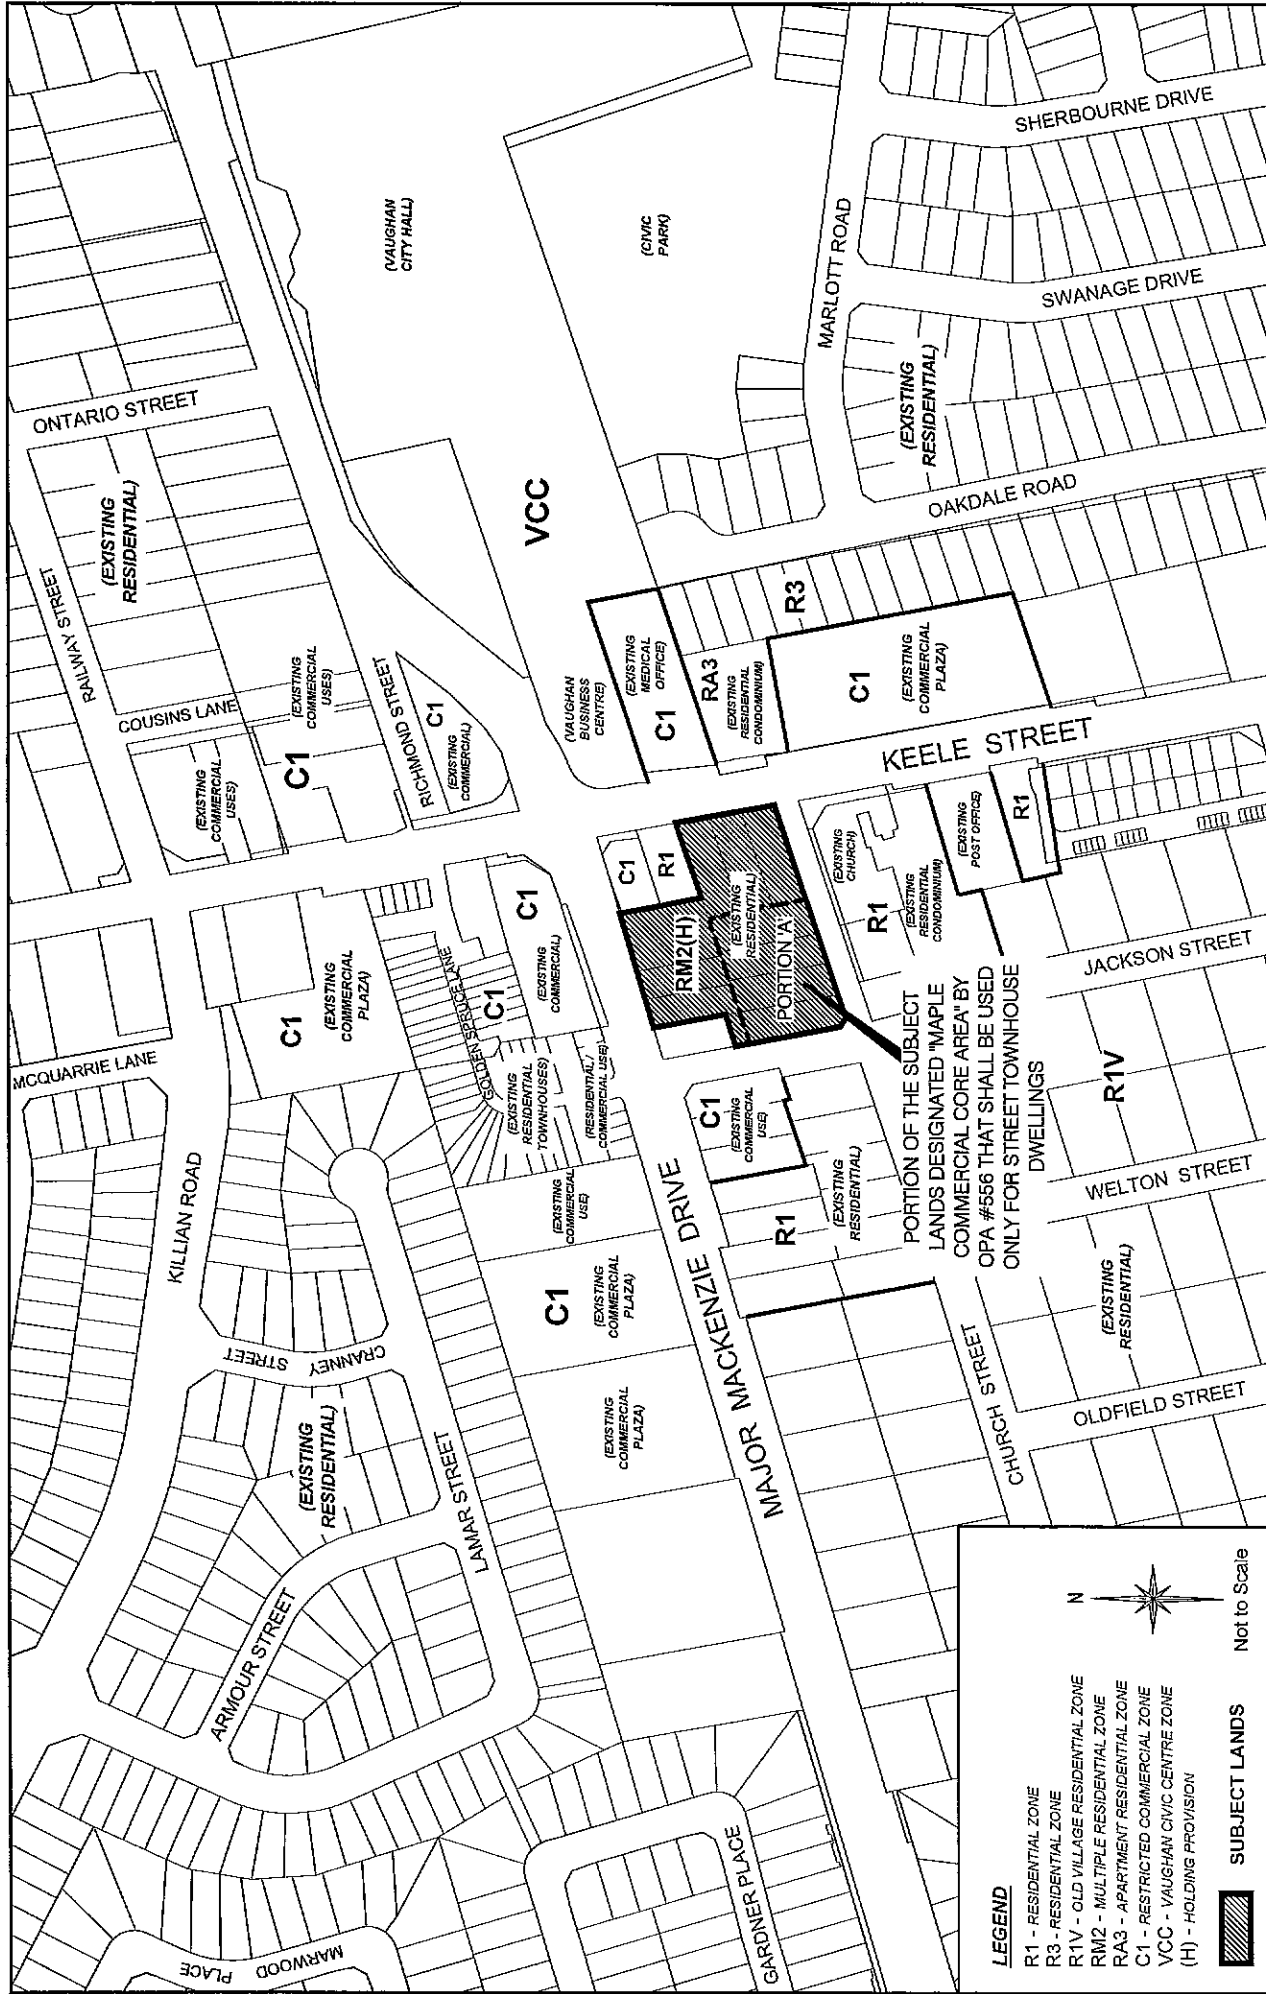 SHERBOURNE DRIVE
(VAUGHAN
CITY HALL)
(CIVIC
PARK)
MARLOTT ROAD
SWANAGE DRIVE
ONTARIO STREET
(EXISTING
RESIDENTIAL)
OAKDALE ROAD
(EXISTING
RESIDENTIAL)
RAILWAY STREET
VCC
R3
COUSINS LANE
(EXISTING
COMMERCIAL
USES)
(EXISTING
COMMERCIAL
USES)
C1
RICHMOND STREET
C1
(EXISTING
COMMERCIAL)
(VAUGHAN
BUSINESS
CENTRE)
(EXISTING
MEDICAL
OFFICE)
C1
RA3
(EXISTING
RESIDENTIAL
CONDOMINIUM)
C1
(EXISTING
COMMERCIAL
PLAZA)
KEELE STREET
(EXISTING
POST OFFICE)
R1
(EXISTING
CHURCH)
R1
(EXISTING
RESIDENTIAL
CONDOMINIUM)
C1
R1
RM2(H)
(EXISTING
RESIDENTIAL)
PORTION 'A'
C1
(EXISTING
COMMERCIAL)
C1
GOLDEN SPRUCE LANE
(EXISTING
RESIDENTIAL
TOWNHOUSES)
(RESIDENTIAL/
COMMERCIAL USE)
C1
(EXISTING
COMMERCIAL
PLAZA)
MCQUARRIE LANE
JACKSON STREET
PORTION OF THE SUBJECT
LANDS DESIGNATED "MAPLE
COMMERCIAL CORE AREA" BY
OPA #556 THAT SHALL BE USED
ONLY FOR STREET TOWNHOUSE
DWELLINGS
R1V
C1
(EXISTING
COMMERCIAL
USE)
(EXISTING
COMMERCIAL
USE)
KILLIAN ROAD
MAJOR MACKENZIE DRIVE
R1
(EXISTING
RESIDENTIAL)
WELTON STREET
(EXISTING
RESIDENTIAL)
C1
(EXISTING
COMMERCIAL
PLAZA)
(EXISTING
COMMERCIAL
PLAZA)
CRANNEY
STREET
(EXISTING
RESIDENTIAL)
LAMAR STREET
CHURCH STREET
OLDFIELD STREET
ARMOUR STREET
GARDNER PLACE
MARWOOD
PLACE
LEGEND
R1 - RESIDENTIAL ZONE
R3 - RESIDENTIAL ZONE
R1V - OLD VILLAGE RESIDENTIAL ZONE
RM2 - MULTIPLE RESIDENTIAL ZONE
RA3 - APARTMENT RESIDENTIAL ZONE
C1 - RESTRICTED COMMERCIAL ZONE
VCC - VAUGHAN CIVIC CENTRE ZONE
(H) - HOLDING PROVISION
SUBJECT LANDS
N
Not to Scale